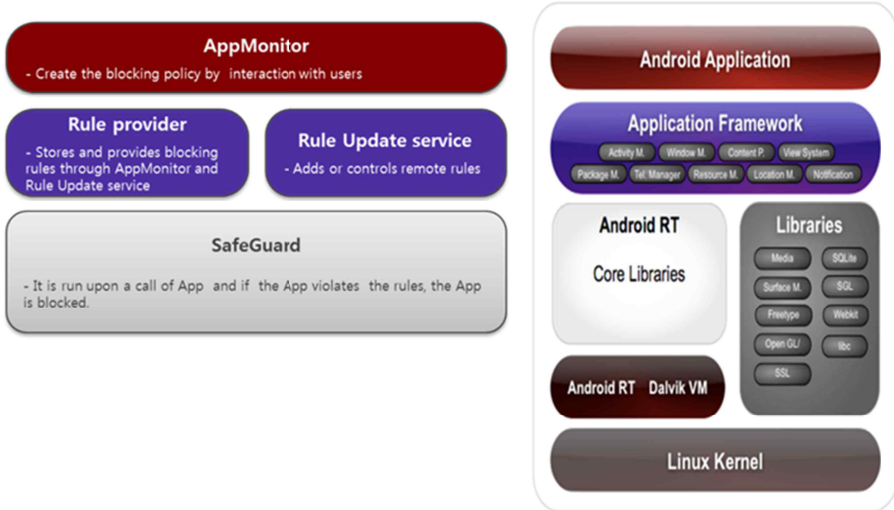 AppMonitor
- Create the blocking policy by interaction with users
Rule provider
- Stores and provides blocking
rules through AppMonitor and
Rule Update service
Rule Update service
- Adds or controls remote rules
SafeGuard
- It is run upon a call of App and if the App violates the rules, the App
is blocked.
Android Application
Application Framework
Activity M. Window M. Content P. View System
Package M. Tel. Manager Resource M. Location M. Notification
Android RT
Core Libraries
Libraries
Media SQLite
Surface M. SGL
Freetype Webkit
Open GL/ libc
SSL
Android RT Dalvik VM
Linux Kernel